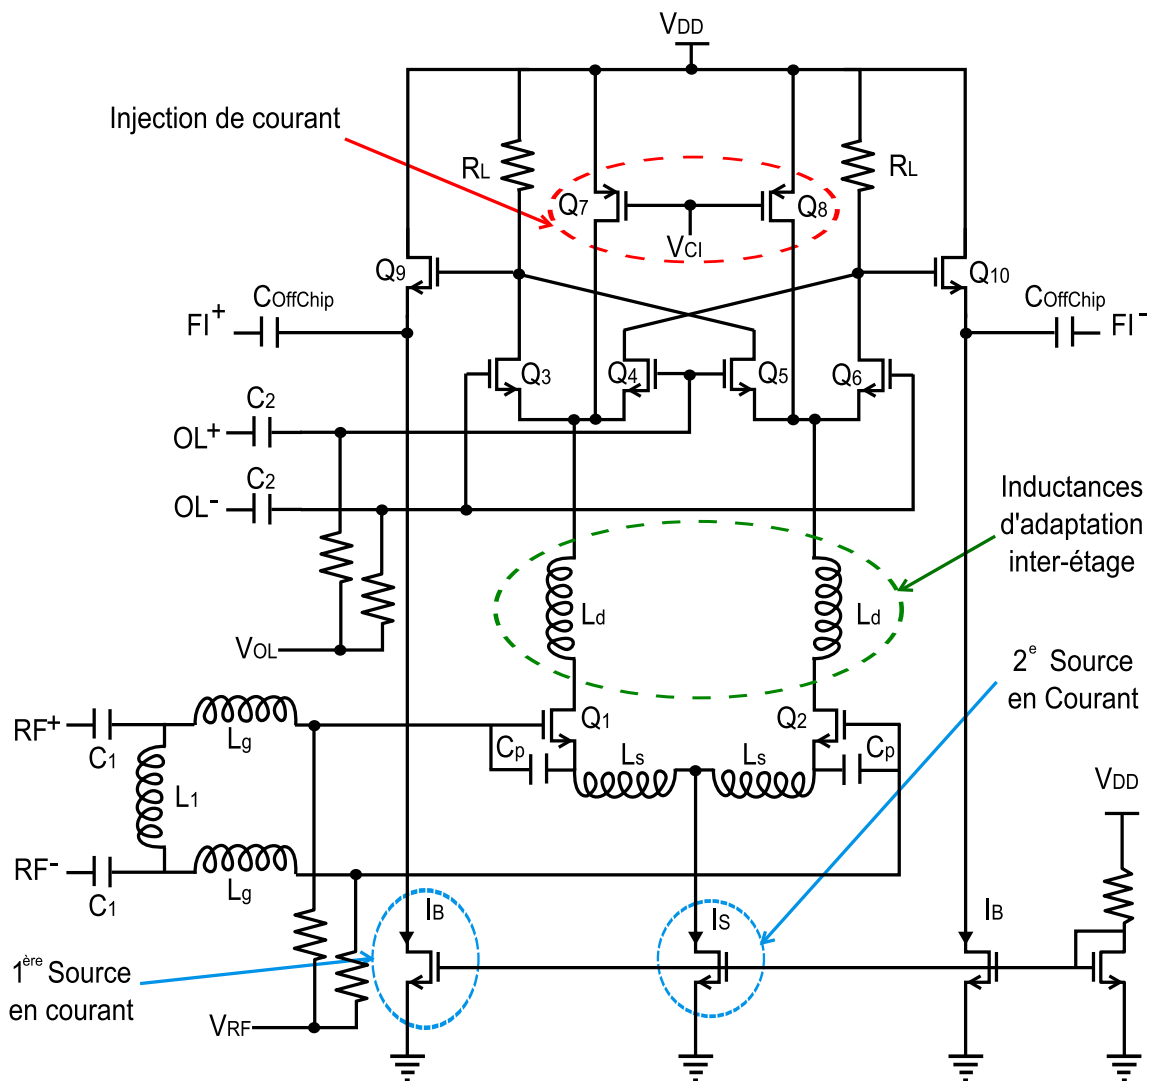 VDD
Injection de courant
RL
RL
Q7
Q8
VCI
Q9
Q10
COffChip
COffChip
FI+
FI-
Q3
Q4
Q5
Q6
C2
OL+
C2
OL-
Inductances
d'adaptation
inter-étage
Ld
Ld
VOL
2e Source
en Courant
RF+
C1
Lg
Q1
Q2
Cp
Ls
Ls
Cp
VDD
L1
RF-
C1
Lg
IB
IS
IB
1ère Source
en courant
VRF